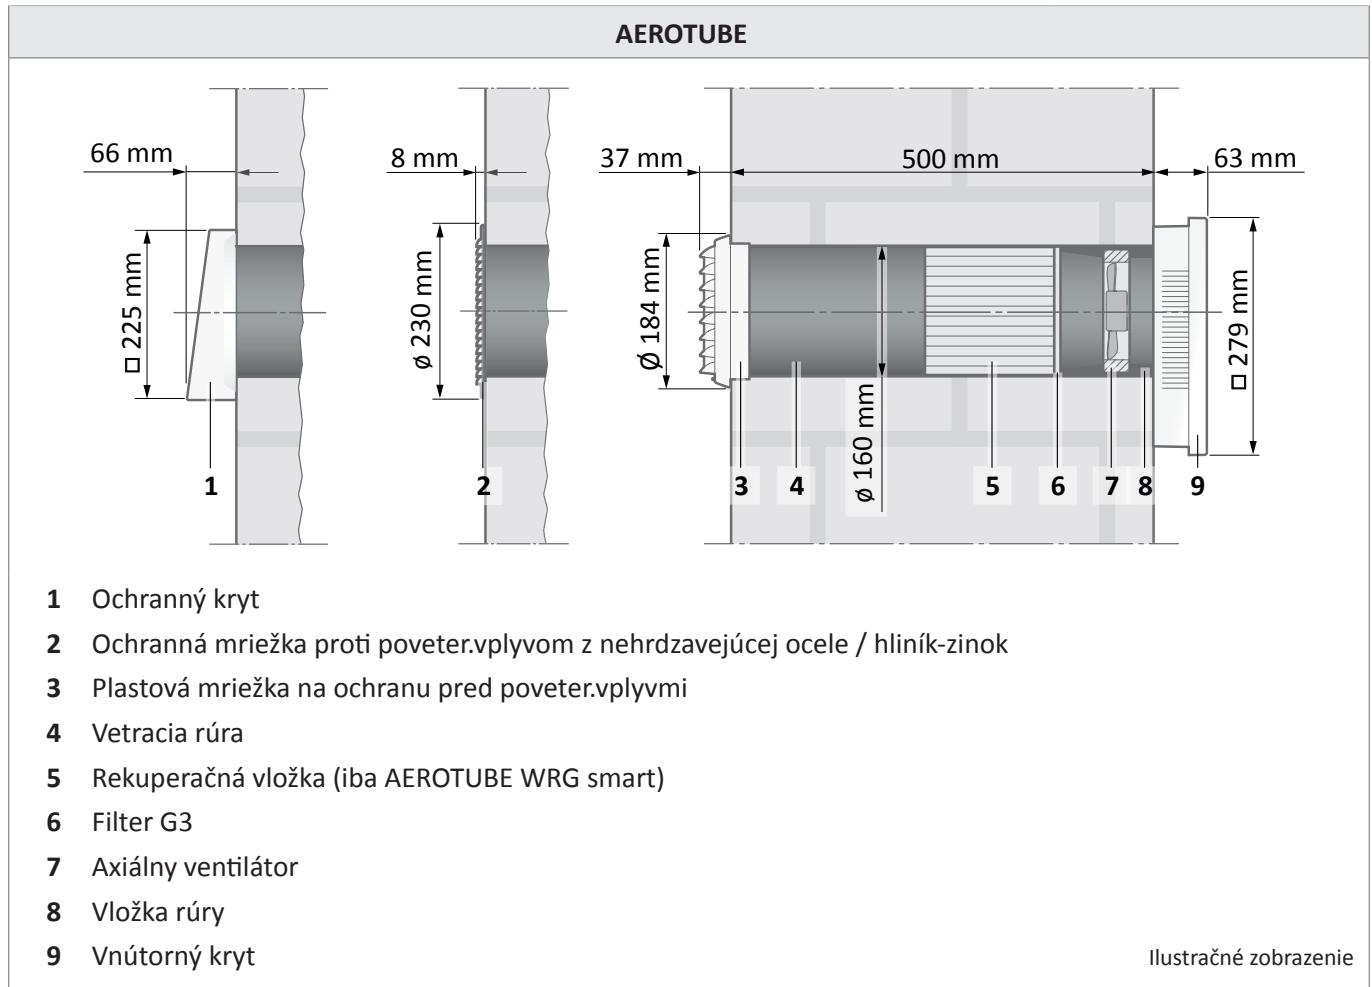 AEROTUBE
66 mm
8 mm
37 mm
500 mm
63 mm
□ 225 mm
ø 230 mm
Ø 184 mm
ø 160 mm
□ 279 mm
1
2
3
4
5
6
7
8
9
1 Ochranný kryt
2 Ochranná mriežka proti poveter.vplyvom z nehrdzavejúcej ocele / hliník-zinok
3 Plastová mriežka na ochranu pred poveter.vplyvmi
4 Vetracia rúra
5 Rekuperačná vložka (iba AEROTUBE WRG smart)
6 Filter G3
7 Axiálny ventilátor
8 Vložka rúry
9 Vnútorný kryt
Ilustračné zobrazenie